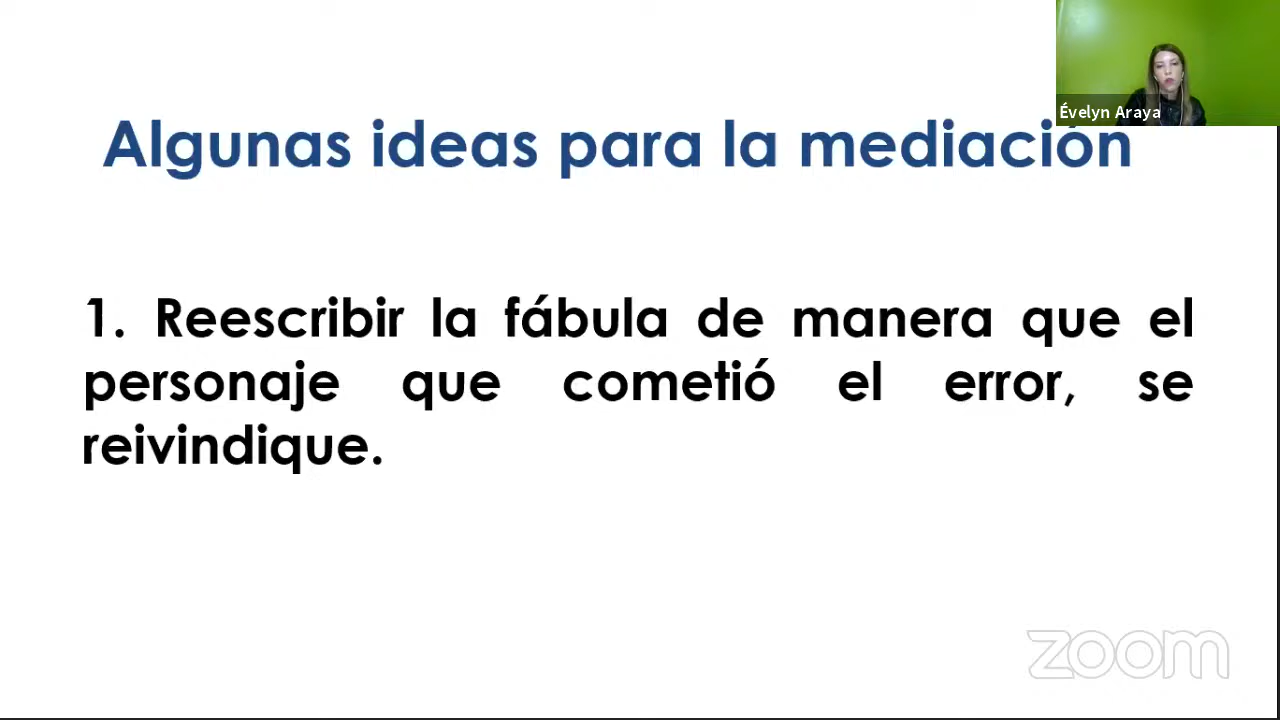 Évelyn Araya
Algunas ideas para la mediación
1. Reescribir la fábula de manera que el
personaje que cometió el error, se
reivindique.
zoom